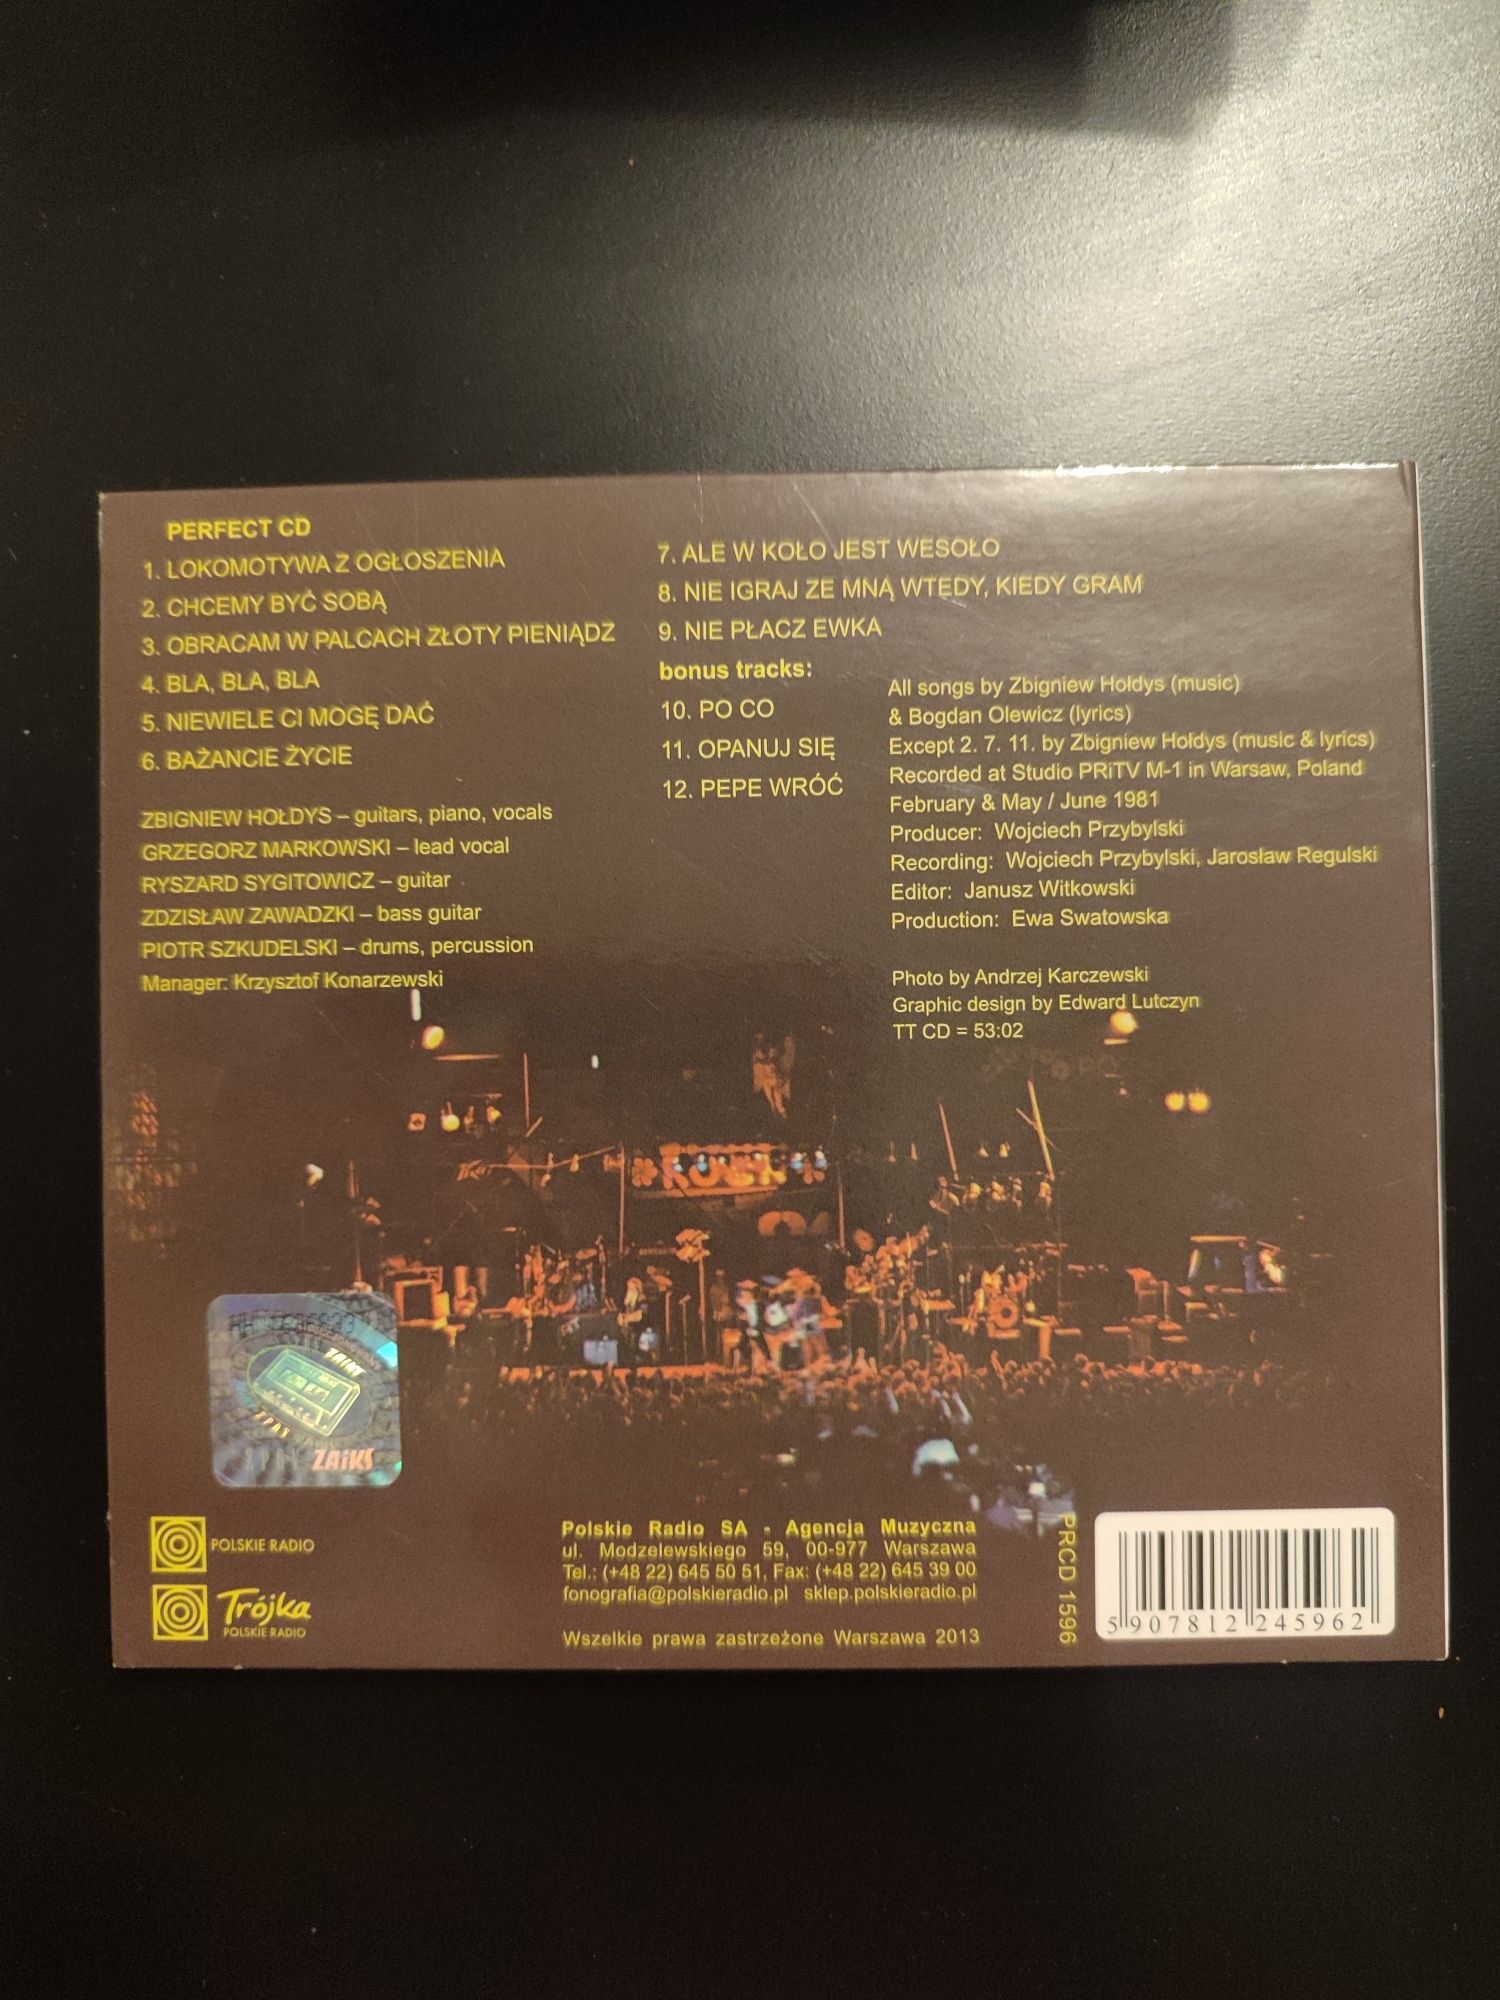 PERFECT CD
1. LOKOMOTYWA Z OGŁOSZENIA
2. CHCEMY BYĆ SOBĄ
3. OBRACAM W PALCACH ZŁOTY PIENIĄDZ
4. BLA, BLA, BLA
5. NIEWIELE CI MOGĘ DAĆ
6. BAŻANCIE ŻYCIE
7. ALE W KOŁO JEST WESOŁO
8. NIE IGRAJ ZE MNĄ WTEDY, KIEDY GRAM
9. NIE PŁACZ EWKA
bonus tracks:
10. PO CO
11. OPANUJ SIĘ
12. PEPE WRÓĆ
ZBIGNIEW HOŁDYS – guitars, piano, vocals
GRZEGORZ MARKOWSKI – lead vocal
RYSZARD SYGITOWICZ – guitar
ZDZISŁAW ZAWADZKI – bass guitar
PIOTR SZKUDELSKI – drums, percussion
Manager: Krzysztof Konarzewski
All songs by Zbigniew Hołdys (music)
& Bogdan Olewicz (lyrics)
Except 2. 7. 11. by Zbigniew Hołdys (music & lyrics)
Recorded at Studio PRiTV M-1 in Warsaw, Poland
February & May / June 1981
Producer: Wojciech Przybylski
Recording: Wojciech Przybylski, Jarosław Regulski
Editor: Janusz Witkowski
Production: Ewa Swatowska
Photo by Andrzej Karczewski
Graphic design by Edward Lutczyn
TT CD = 53:02
ROCK
ZAiKS
ZPAV
ZAiKS
POLSKIE RADIO
Trójka
POLSKIE RADIO
Polskie Radio SA - Agencja Muzyczna
ul. Modzelewskiego 59, 00-977 Warszawa
Tel.: (+48 22) 645 50 51, Fax: (+48 22) 645 39 00
fonografia@polskieradio.pl sklep.polskieradio.pl
Wszelkie prawa zastrzeżone Warszawa 2013
PRCD 1596
5 907812 245962